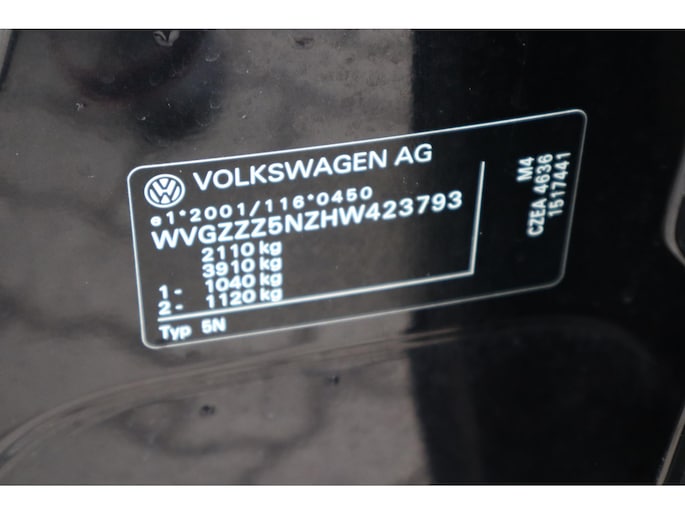 VOLKSWAGEN AG
e1*2001/116*0450
WVGZZZ5NZHW423793
2110 kg
3910 kg
1- 1040 kg
2- 1120 kg
Typ 5N
M4
CZEA 4636
1517441